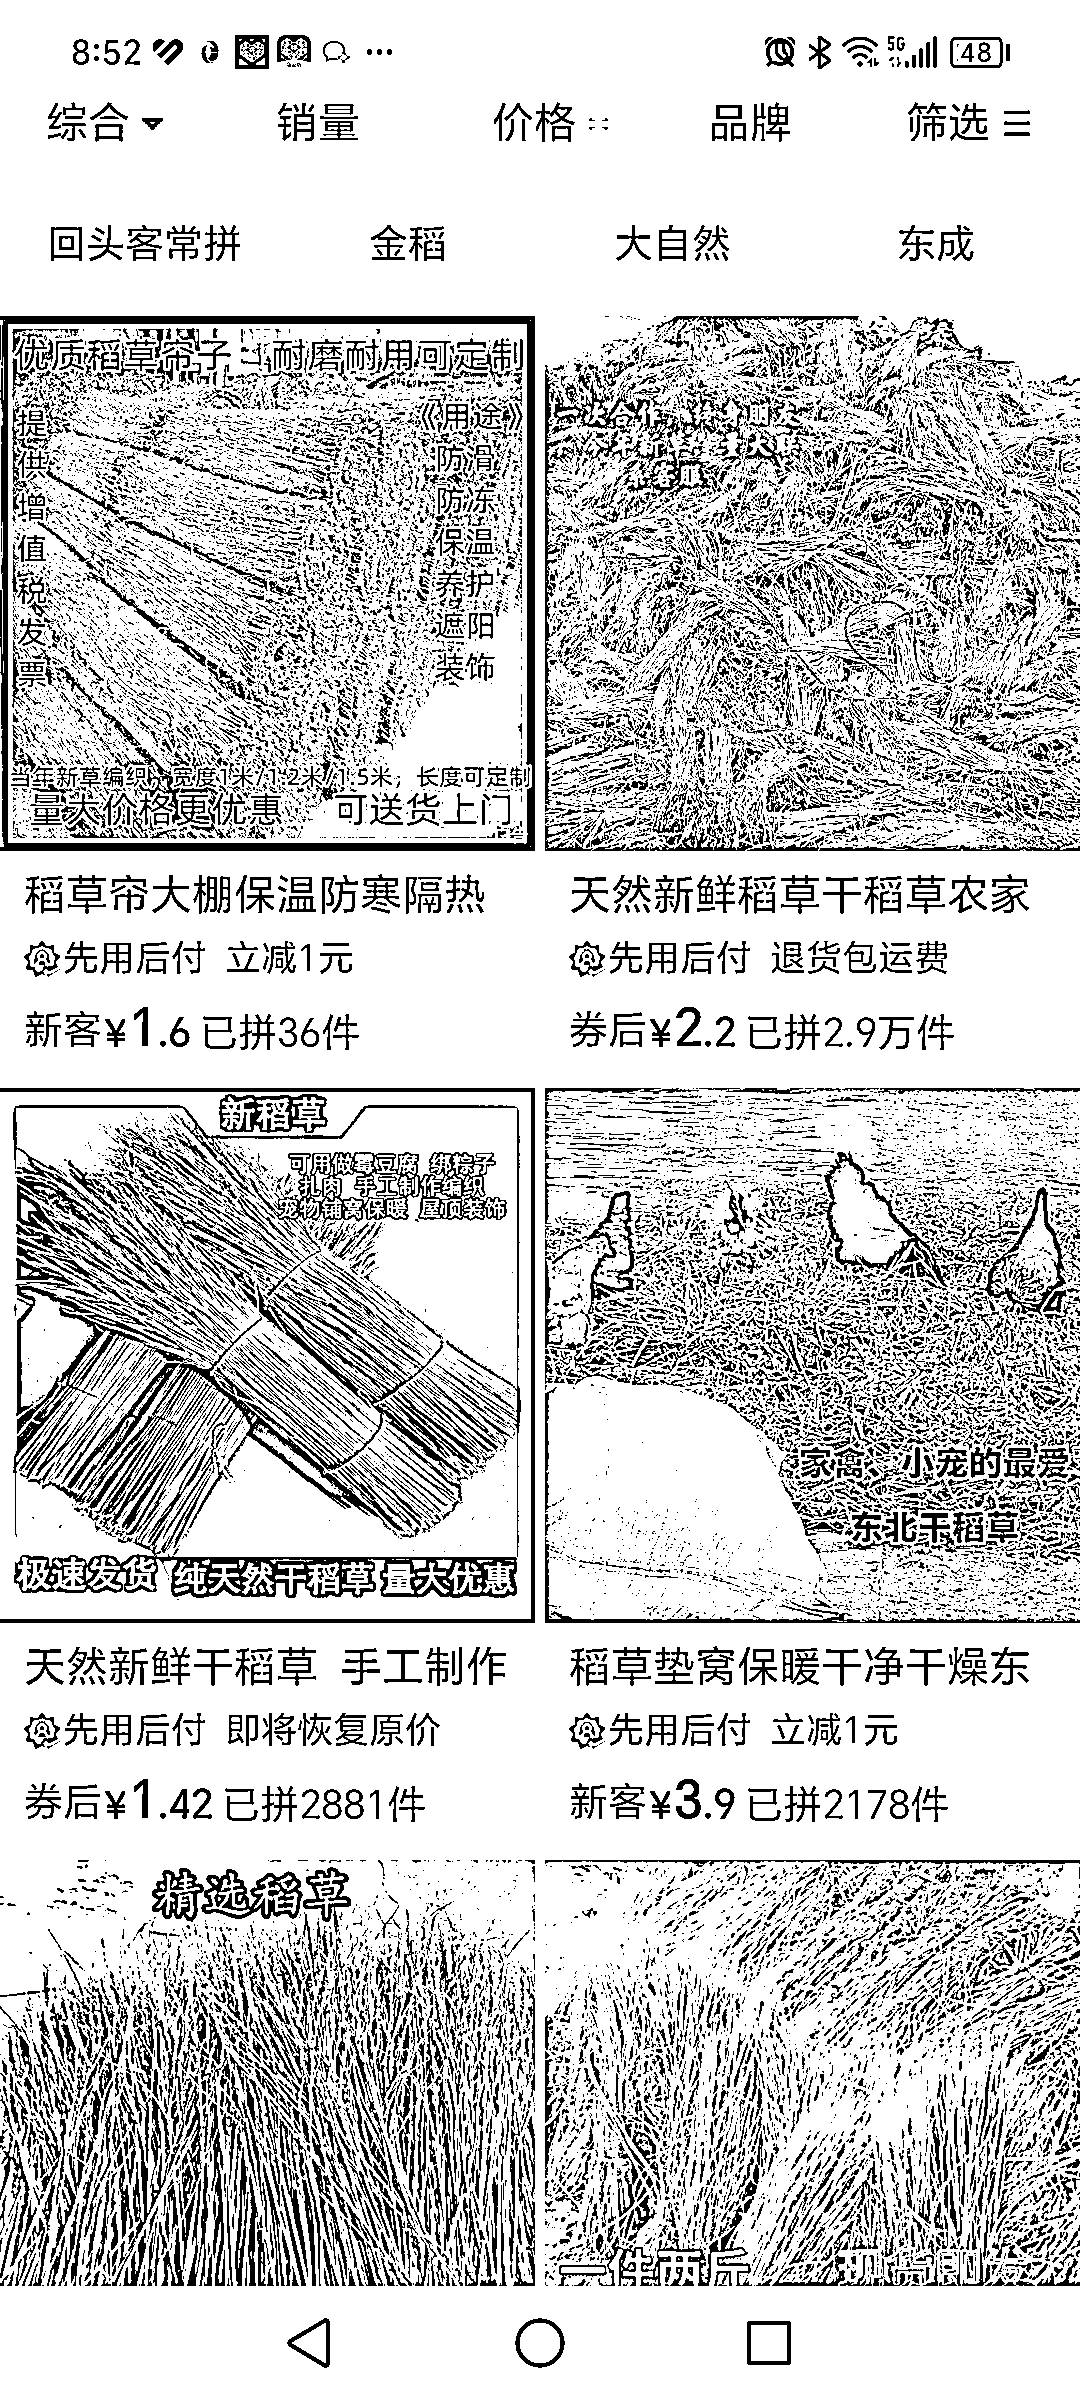 8:52
5G
48
综合
销量
价格
品牌
筛选
回头客常拼
金稻
大自然
东成
优质稻草帘子
耐磨耐用可定制
提供增值税发票
《用途》
防滑
防冻
保温
养护
遮阳
装饰
当年新草编织，宽度1米/1.2米/1.5米，长度可定制
量大价格更优惠
可送货上门
稻草帘大棚保温防寒隔热
先用后付 立减1元
新客¥1.6 已拼36件
天然新鲜稻草干稻草农家
先用后付 退货包运费
券后¥2.2 已拼2.9万件
新稻草
可用做霉豆腐 绑粽子
扎肉 手工制作编织
宠物铺窝保暖 屋顶装饰
极速发货 纯天然干稻草 量大优惠
家禽、小宠的最爱
东北干稻草
天然新鲜干稻草 手工制作
先用后付 即将恢复原价
券后¥1.42 已拼2881件
稻草垫窝保暖干净干燥东
先用后付 立减1元
新客¥3.9 已拼2178件
精选稻草
一件两斤